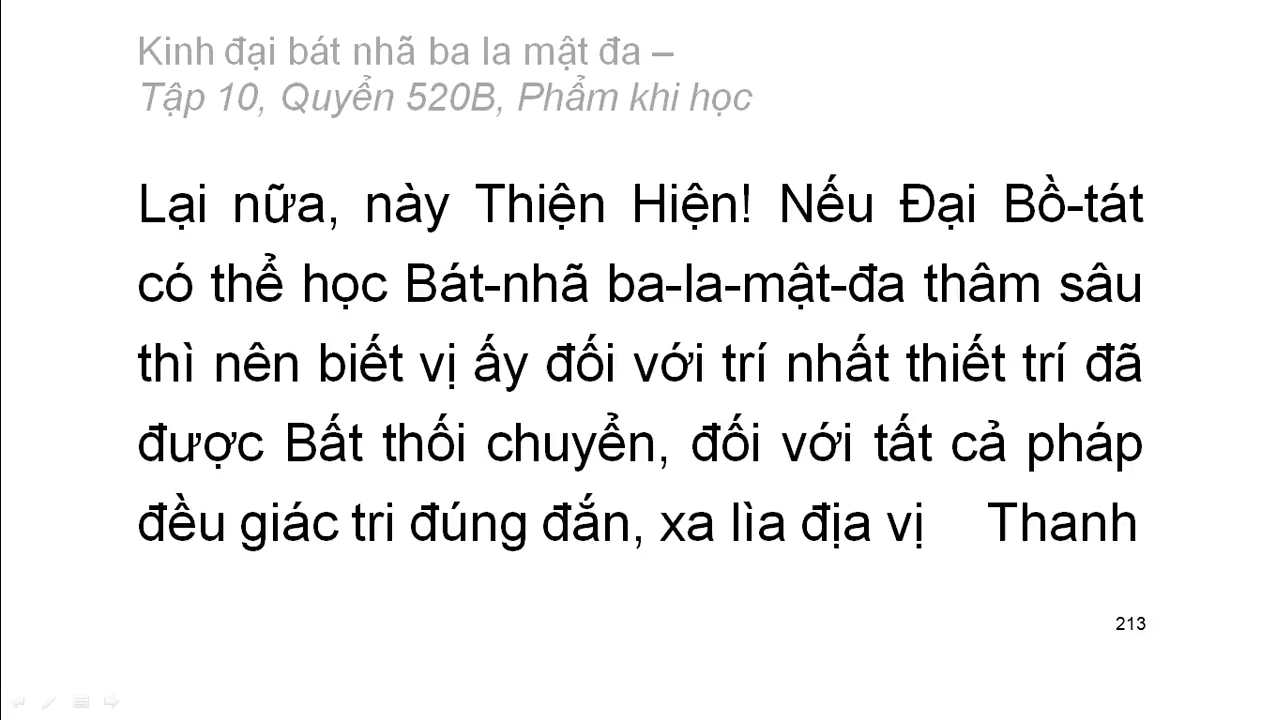 Kinh đại bát nhã ba la mật đa –
Tập 10, Quyển 520B, Phẩm khi học
Lại nữa, này Thiện Hiện! Nếu Đại Bồ-tát
có thể học Bát-nhã ba-la-mật-đa thâm sâu
thì nên biết vị ấy đối với trí nhất thiết trí đã
được Bất thối chuyển, đối với tất cả pháp
đều giác tri đúng đắn, xa lìa địa vị Thanh
213